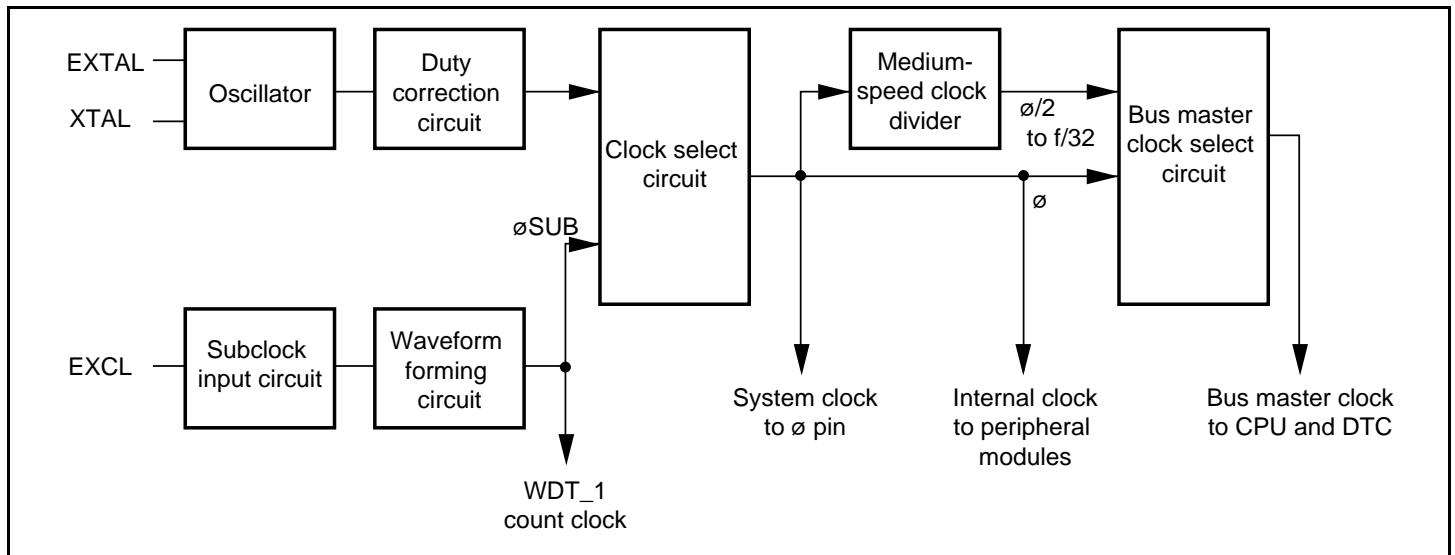 EXTAL
XTAL
Oscillator
Duty
correction
circuit
Clock select
circuit
Medium-
speed clock
divider
ø/2
to f/32
ø
Bus master
clock select
circuit
øSUB
EXCL
Subclock
input circuit
Waveform
forming
circuit
WDT_1
count clock
System clock
to ø pin
Internal clock
to peripheral
modules
Bus master clock
to CPU and DTC